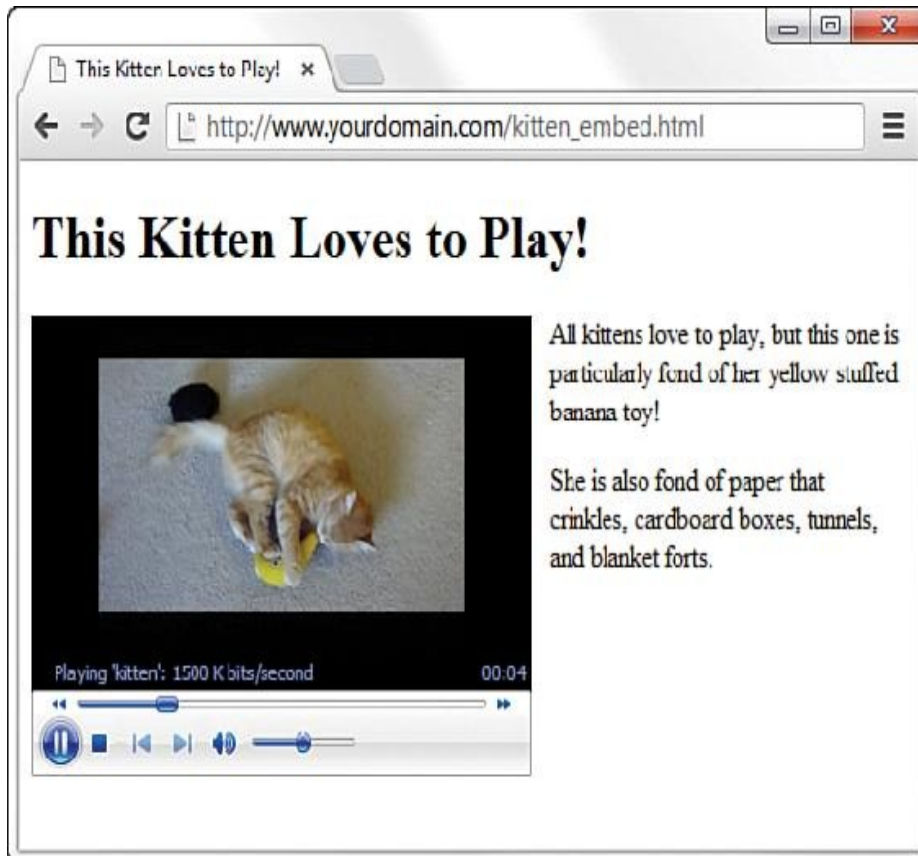 This Kitten Loves to Play!
http://www.yourdomain.com/kitten_embed.html
This Kitten Loves to Play!
All kittens love to play, but this one is
particularly fond of her yellow stuffed
banana toy!
She is also fond of paper that
crinkles, cardboard boxes, tunnels,
and blanket forts.
Playing 'kitten': 1500 K bits/second
00:04